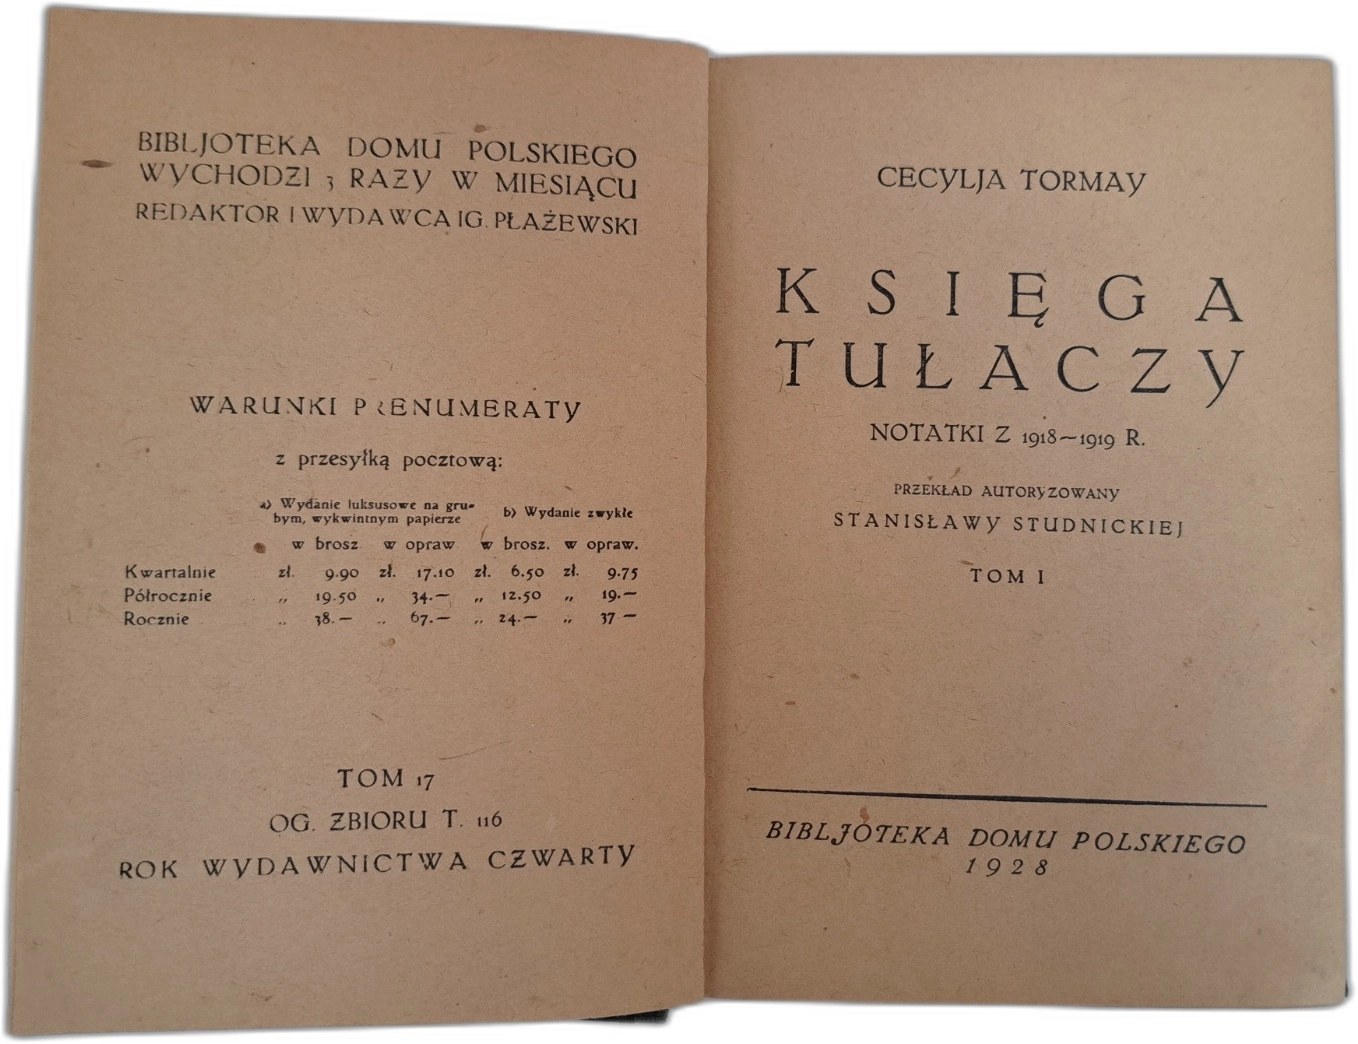 BIBLJOTEKA DOMU POLSKIEGO
WYCHODZI 3 RAZY W MIESIĄCU
REDAKTOR I WYDAWCA IG. PŁAŻEWSKI
WARUNKI PRENUMERATY
z przesyłką pocztową:
a) Wydanie luksusowe na gru-
bym, wykwintnym papierze
b) Wydanie zwykłe
w brosz w opraw w brosz. w opraw.
Kwartalnie zł. 9.90 zł. 17.10 zł. 6.50 zł. 9.75
Półrocznie „ 19.50 „ 34.— „ 12.50 „ 19.—
Rocznie „ 38.— „ 67.— „ 24.— „ 37 —
TOM 17
OG. ZBIORU T. 116
ROK WYDAWNICTWA CZWARTY
CECYLJA TORMAY
KSIĘGA
TUŁACZY
NOTATKI Z 1918—1919 R.
PRZEKŁAD AUTORYZOWANY
STANISŁAWY STUDNICKIEJ
TOM I
BIBLJOTEKA DOMU POLSKIEGO
1928